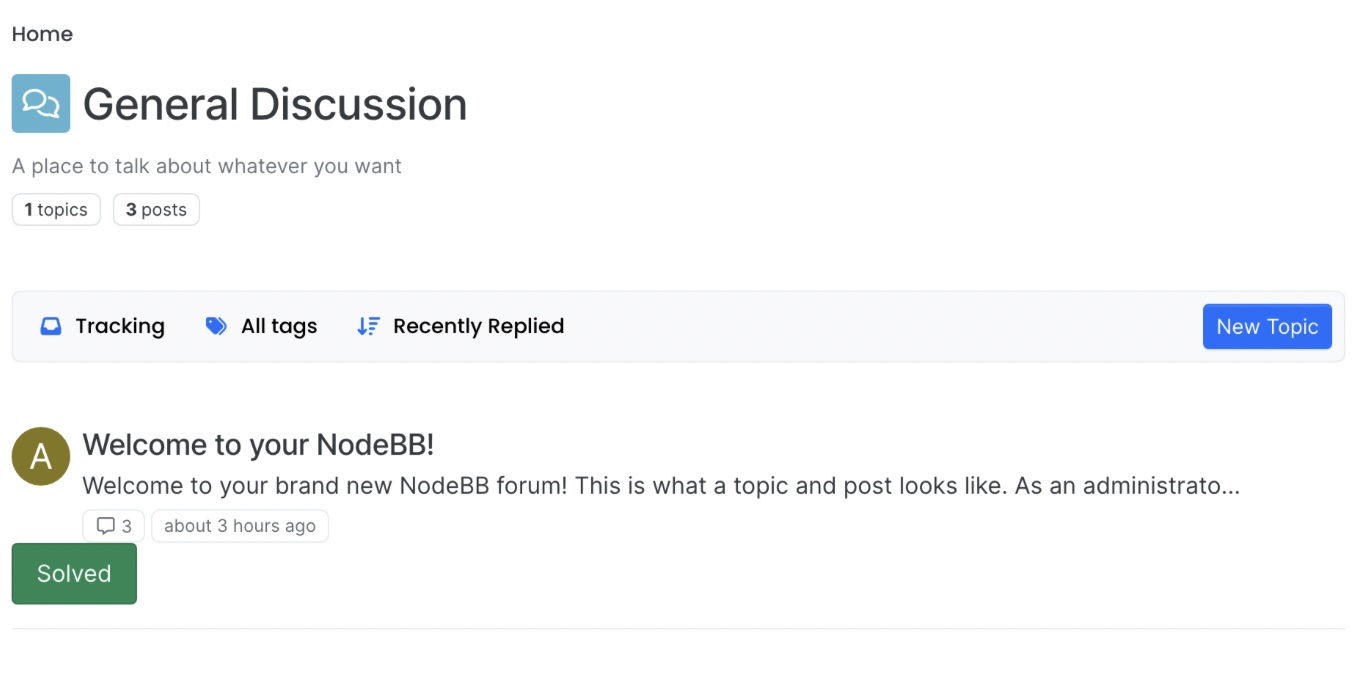 Home
General Discussion
A place to talk about whatever you want
1 topics 3 posts
Tracking All tags Recently Replied New Topic
A Welcome to your NodeBB!
Welcome to your brand new NodeBB forum! This is what a topic and post looks like. As an administrato...
3 about 3 hours ago
Solved